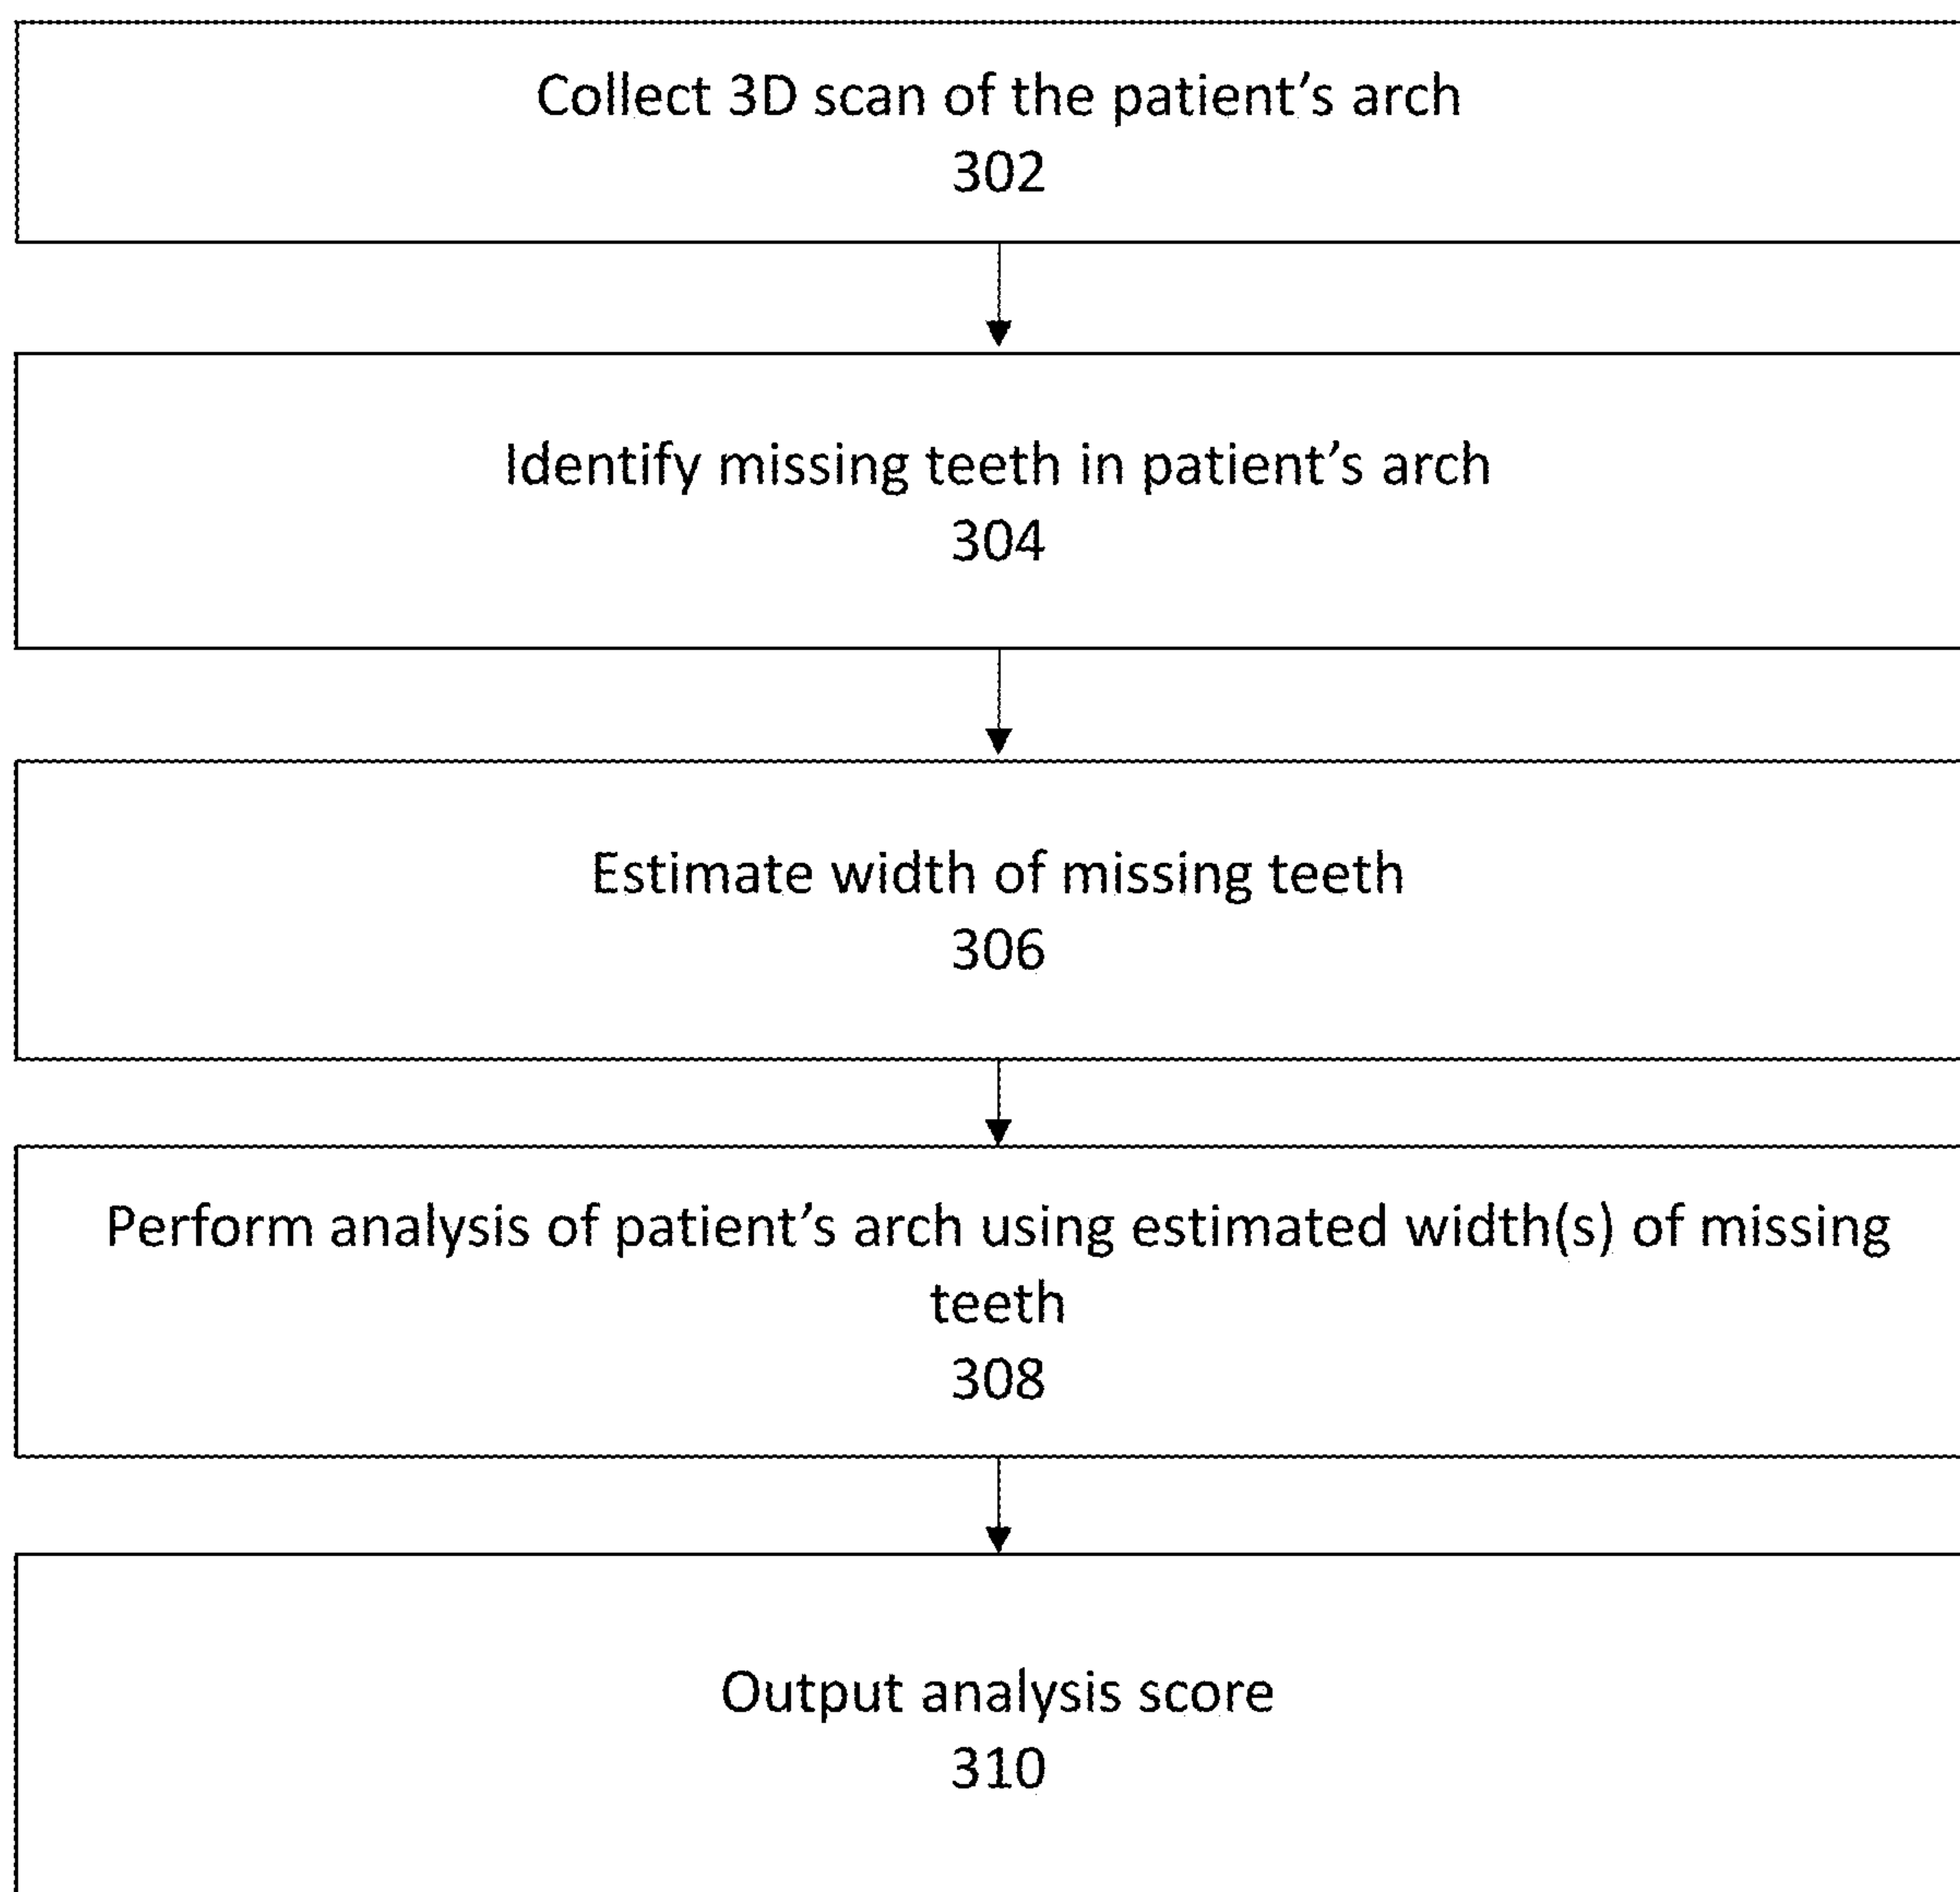 Collect 3D scan of the patient’s arch
302
Identify missing teeth in patient’s arch
304
Estimate width of missing teeth
306
Perform analysis of patient’s arch using estimated width(s) of missing
teeth
308
Output analysis score
310